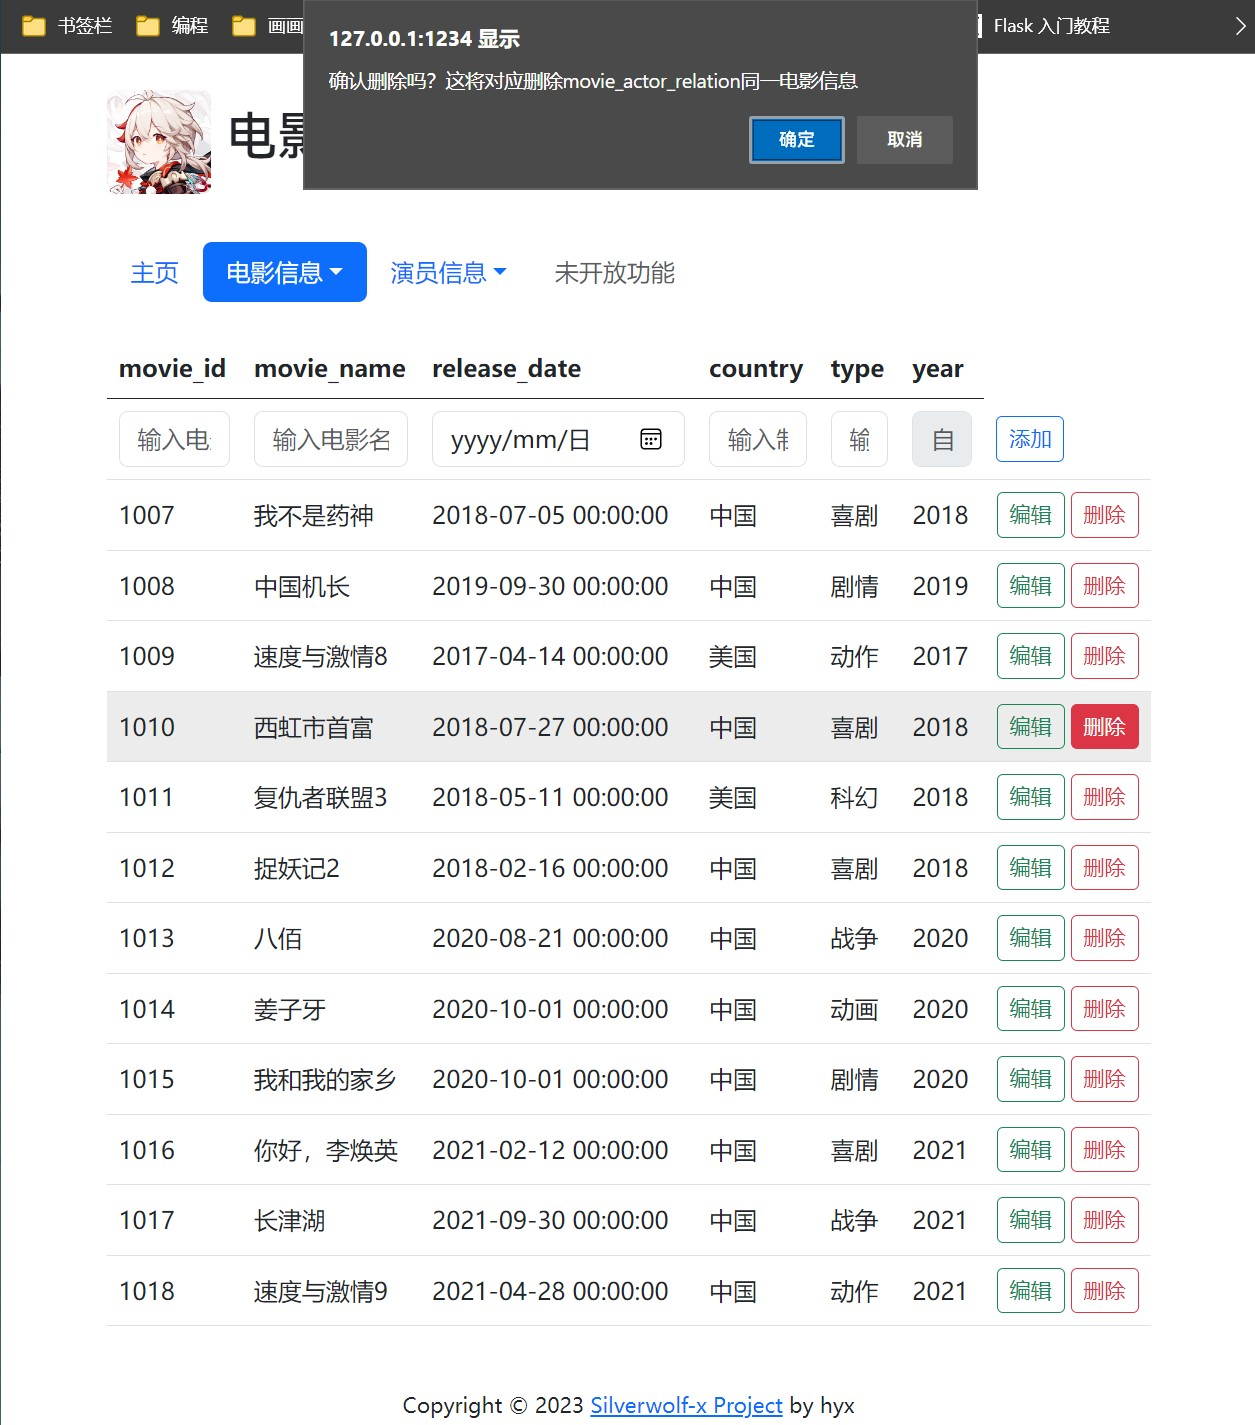 书签栏 编程 画画 Flask 入门教程
127.0.0.1:1234 显示
确认删除吗？这将对应删除movie_actor_relation同一电影信息
确定 取消
电影
主页 电影信息 演员信息 未开放功能
movie_id movie_name release_date country type year
输入电 输入电影名 yyyy/mm/日 输入制 输 自 添加
1007 我不是药神 2018-07-05 00:00:00 中国 喜剧 2018 编辑 删除
1008 中国机长 2019-09-30 00:00:00 中国 剧情 2019 编辑 删除
1009 速度与激情8 2017-04-14 00:00:00 美国 动作 2017 编辑 删除
1010 西虹市首富 2018-07-27 00:00:00 中国 喜剧 2018 编辑 删除
1011 复仇者联盟3 2018-05-11 00:00:00 美国 科幻 2018 编辑 删除
1012 捉妖记2 2018-02-16 00:00:00 中国 喜剧 2018 编辑 删除
1013 八佰 2020-08-21 00:00:00 中国 战争 2020 编辑 删除
1014 姜子牙 2020-10-01 00:00:00 中国 动画 2020 编辑 删除
1015 我和我的家乡 2020-10-01 00:00:00 中国 剧情 2020 编辑 删除
1016 你好，李焕英 2021-02-12 00:00:00 中国 喜剧 2021 编辑 删除
1017 长津湖 2021-09-30 00:00:00 中国 战争 2021 编辑 删除
1018 速度与激情9 2021-04-28 00:00:00 中国 动作 2021 编辑 删除
Copyright © 2023 Silverwolf-x Project by hyx